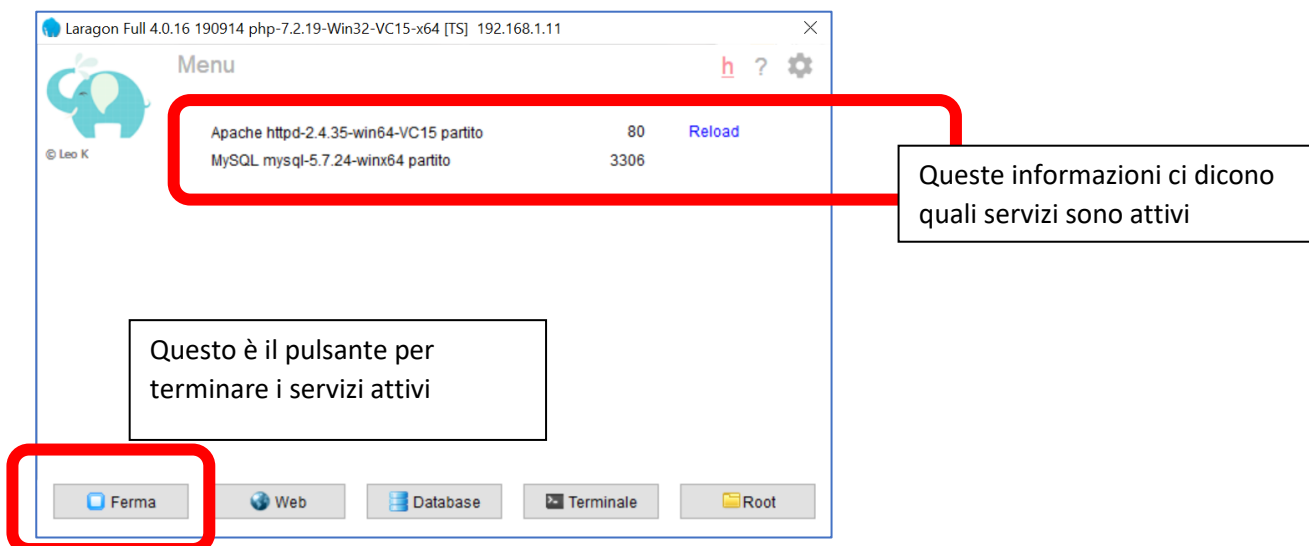 Laragon Full 4.0.16 190914 php-7.2.19-Win32-VC15-x64 [TS] 192.168.1.11
Menu
h ?
© Leo K
Apache httpd-2.4.35-win64-VC15 partito 80 Reload
MySQL mysql-5.7.24-winx64 partito 3306
Queste informazioni ci dicono
quali servizi sono attivi
Questo è il pulsante per
terminare i servizi attivi
Ferma Web Database Terminale Root